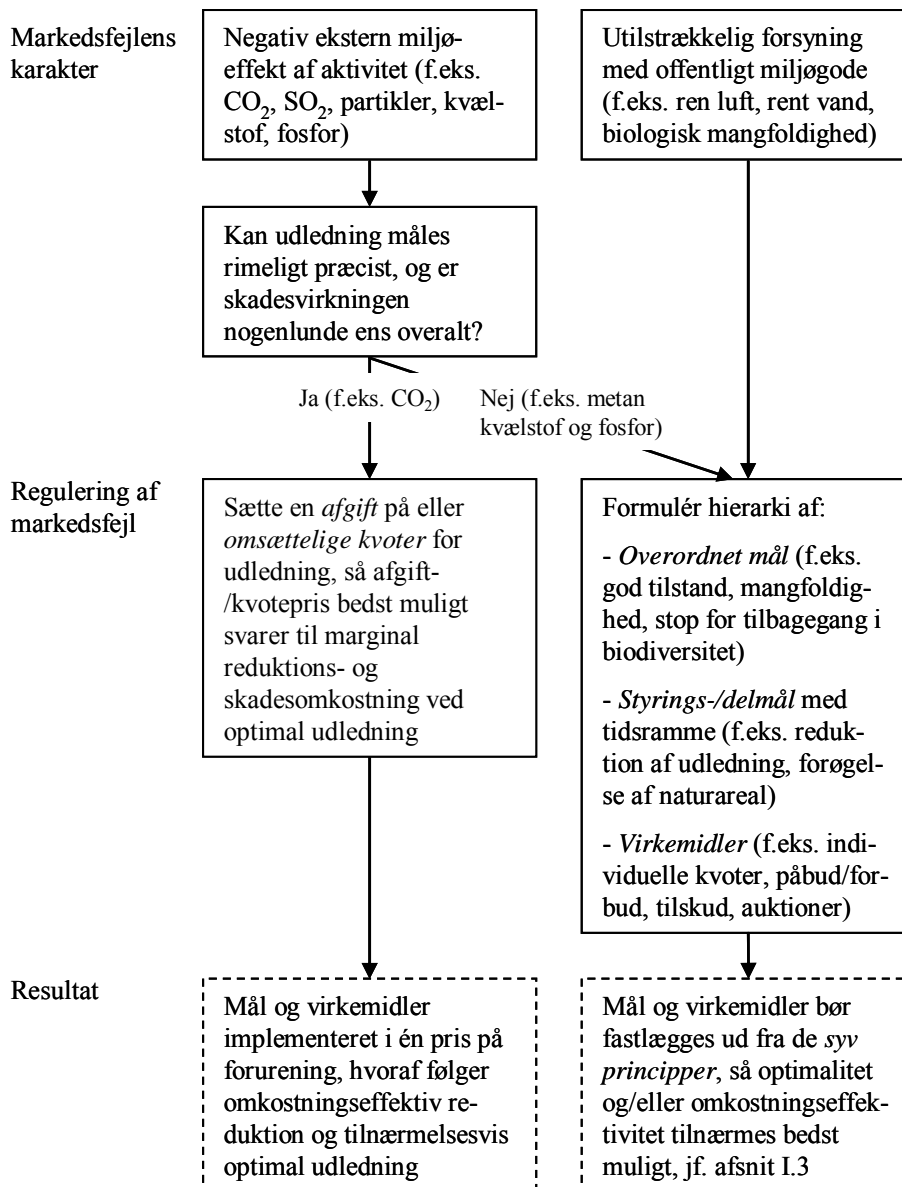 Markedsfejlens
karakter
Negativ ekstern miljø-
effekt af aktivitet (f.eks.
CO₂, SO₂, partikler, kvæl-
stof, fosfor)
Utilstrækkelig forsyning
med offentligt miljøgode
(f.eks. ren luft, rent vand,
biologisk mangfoldighed)
Kan udledning måles
rimeligt præcist, og er
skadesvirkningen
nogenlunde ens overalt?
Ja (f.eks. CO₂)
Nej (f.eks. metan
kvælstof og fosfor)
Regulering af
markedsfejl
Sætte en afgift på eller
omsættelige kvoter for
udledning, så afgift-
/kvotepris bedst muligt
svarer til marginal
reduktions- og
skadesomkostning ved
optimal udledning
Formulér hierarki af:
- Overordnet mål (f.eks.
god tilstand, mangfoldig-
hed, stop for tilbagegang i
biodiversitet)
- Styrings-/delmål med
tidsramme (f.eks. reduk-
tion af udledning, forøgel-
se af naturareal)
- Virkemidler (f.eks. indi-
viduelle kvoter, påbud/for-
bud, tilskud, auktioner)
Resultat
Mål og virkemidler
implementeret i én pris på
forurening, hvoraf følger
omkostningseffektiv re-
duktion og tilnærmelsesvis
optimal udledning
Mål og virkemidler bør
fastlægges ud fra de syv
principper, så optimalitet
og/eller omkostningseffek-
tivitet tilnærmes bedst
muligt, jf. afsnit I.3